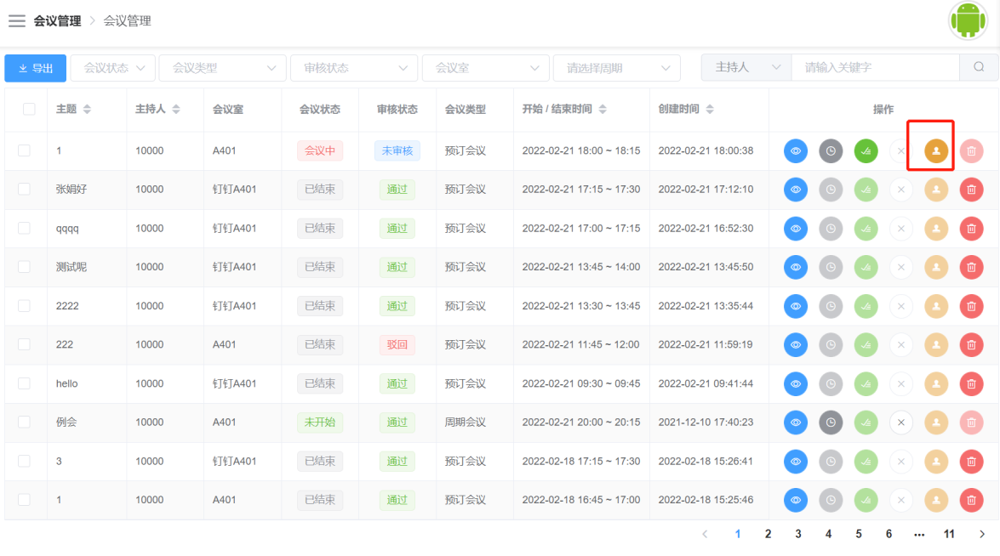 会议管理 > 会议管理
导出 会议状态 会议类型 审核状态 会议室 请选择周期 主持人 请输入关键字
主题 主持人 会议室 会议状态 审核状态 会议类型 开始 / 结束时间 创建时间 操作
1 10000 A401 会议中 未审核 预订会议 2022-02-21 18:00 ~ 18:15 2022-02-21 18:00:38
张娟好 10000 钉钉A401 已结束 通过 预订会议 2022-02-21 17:15 ~ 17:30 2022-02-21 17:12:10
qqqq 10000 钉钉A401 已结束 通过 预订会议 2022-02-21 17:00 ~ 17:15 2022-02-21 16:52:30
测试呢 10000 钉钉A401 已结束 通过 预订会议 2022-02-21 13:45 ~ 14:00 2022-02-21 13:45:50
2222 10000 钉钉A401 已结束 通过 预订会议 2022-02-21 13:30 ~ 13:45 2022-02-21 13:35:44
222 10000 A401 已结束 驳回 预订会议 2022-02-21 11:45 ~ 12:00 2022-02-21 11:59:19
hello 10000 钉钉A401 已结束 通过 预订会议 2022-02-21 09:30 ~ 09:45 2022-02-21 09:41:44
例会 10000 A401 未开始 通过 周期会议 2022-02-21 20:00 ~ 20:15 2021-12-10 17:40:23
3 10000 钉钉A401 已结束 通过 预订会议 2022-02-18 17:15 ~ 17:30 2022-02-18 15:26:41
1 10000 A401 已结束 通过 预订会议 2022-02-18 16:45 ~ 17:00 2022-02-18 15:25:46
< 1 2 3 4 5 6 ... 11 >